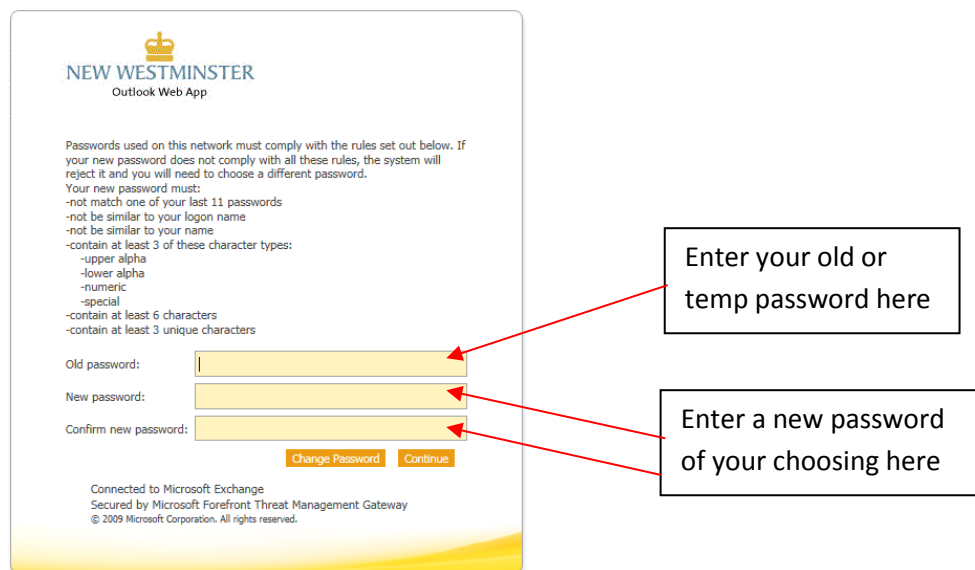 NEW WESTMINSTER
Outlook Web App
Passwords used on this network must comply with the rules set out below. If
your new password does not comply with all these rules, the system will
reject it and you will need to choose a different password.
Your new password must:
-not match one of your last 11 passwords
-not be similar to your logon name
-not be similar to your name
-contain at least 3 of these character types:
-upper alpha
-lower alpha
-numeric
-special
-contain at least 6 characters
-contain at least 3 unique characters
Old password:
New password:
Confirm new password:
Change Password Continue
Connected to Microsoft Exchange
Secured by Microsoft Forefront Threat Management Gateway
© 2009 Microsoft Corporation. All rights reserved.
Enter your old or
temp password here
Enter a new password
of your choosing here